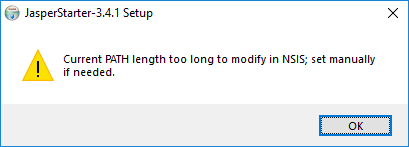 JasperStarter-3.4.1 Setup
Current PATH length too long to modify in NSIS; set manually
if needed.
OK